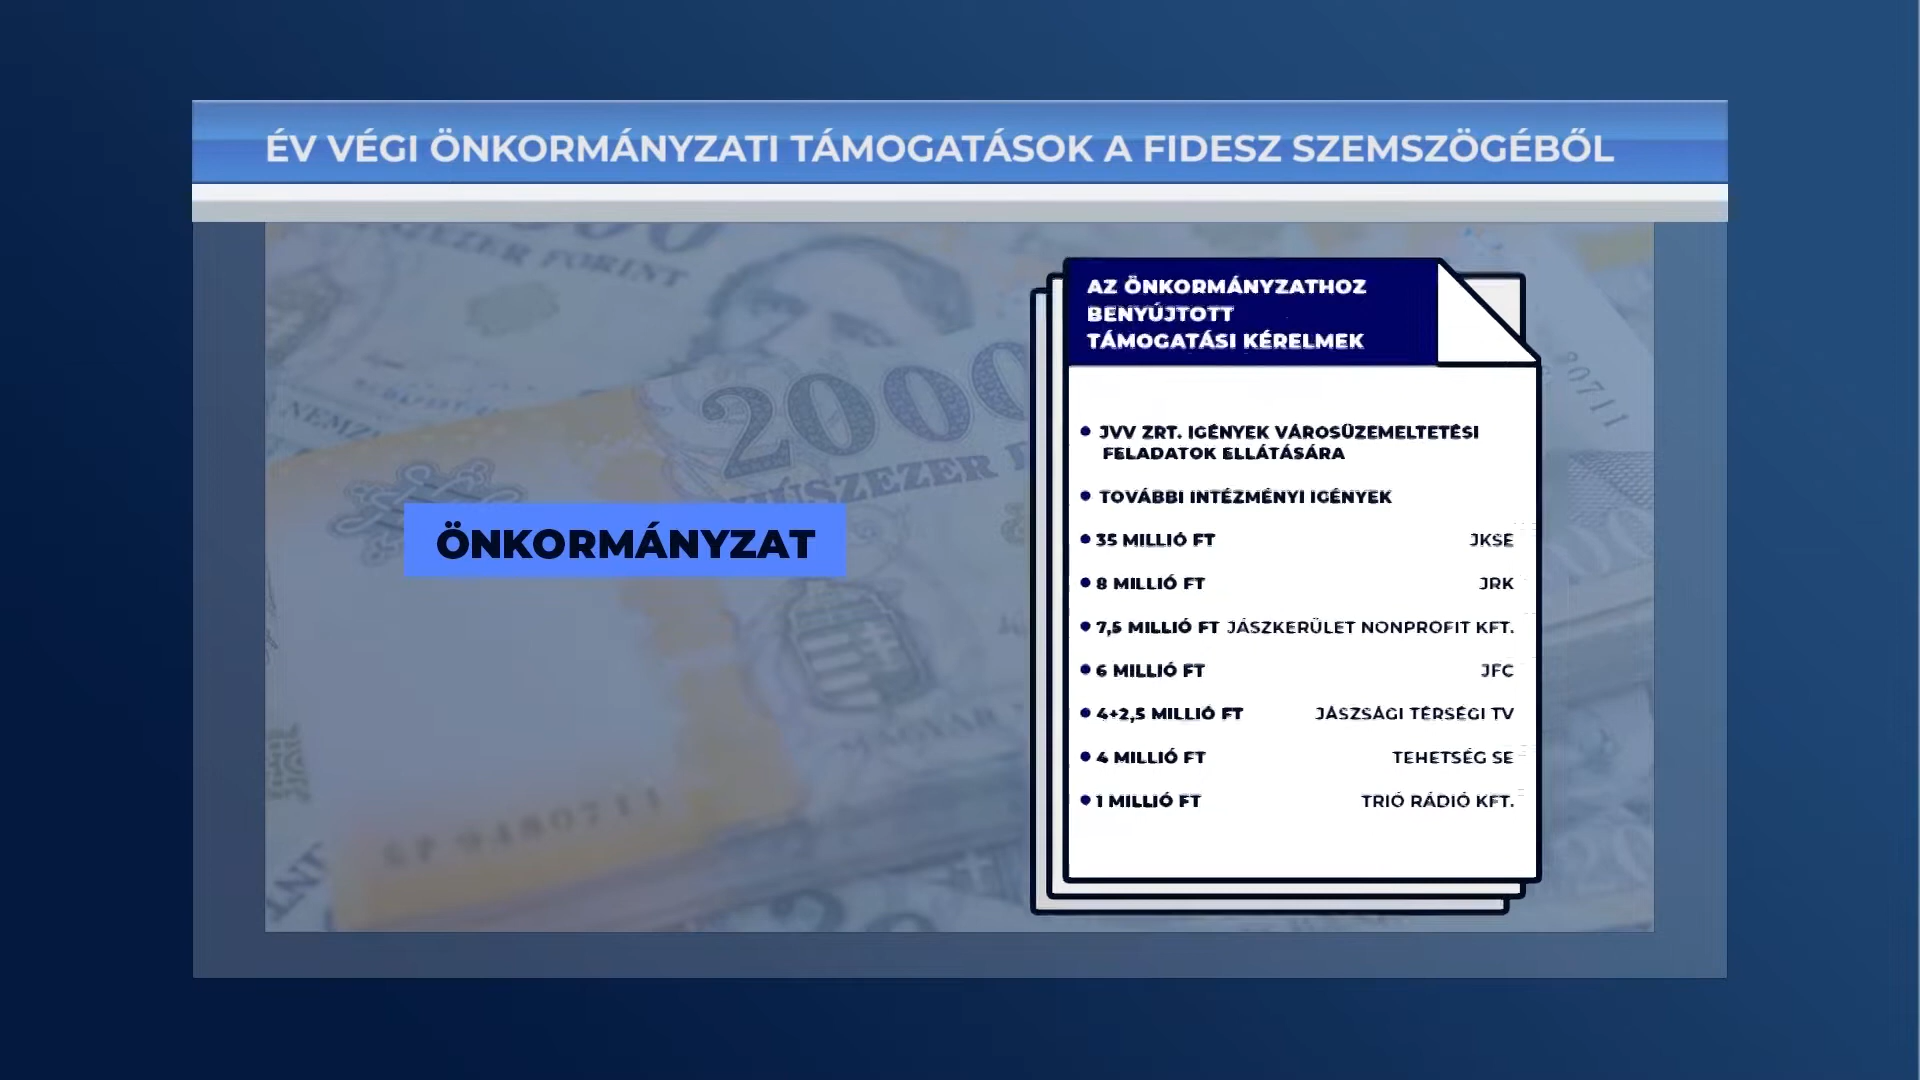 ÉV VÉGI ÖNKORMÁNYZATI TÁMOGATÁSOK A FIDESZ SZEMSZÖGÉBŐL
ÖNKORMÁNYZAT
AZ ÖNKORMÁNYZATHOZ
BENYÚJTOTT
TÁMOGATÁSI KÉRELMEK
JVV ZRT. IGÉNYEK VÁROSÜZEMELTETÉSI
FELADATOK ELLÁTÁSÁRA
TOVÁBBI INTÉZMÉNYI IGÉNYEK
35 MILLIÓ FT JKSE
8 MILLIÓ FT JRK
7,5 MILLIÓ FT JÁSZKERÜLET NONPROFIT KFT.
6 MILLIÓ FT JFC
4+2,5 MILLIÓ FT JÁSZSÁGI TÉRSÉGI TV
4 MILLIÓ FT TEHETSÉG SE
1 MILLIÓ FT TRIÓ RÁDIÓ KFT.
2000
FORINT